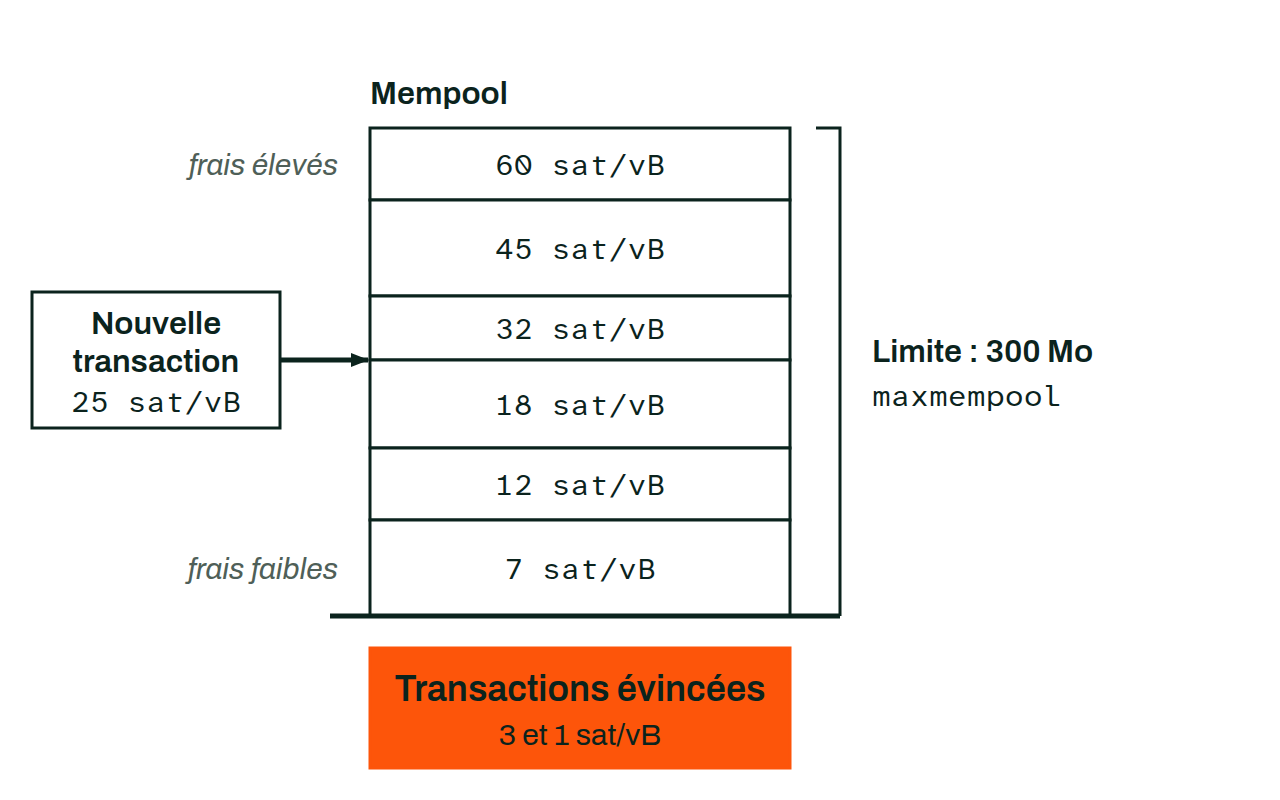 Mempool
frais élevés
60 sat/vB
45 sat/vB
32 sat/vB
Nouvelle
transaction
25 sat/vB
18 sat/vB
12 sat/vB
frais faibles
7 sat/vB
Limite : 300 Mo
maxmempool
Transactions évincées
3 et 1 sat/vB